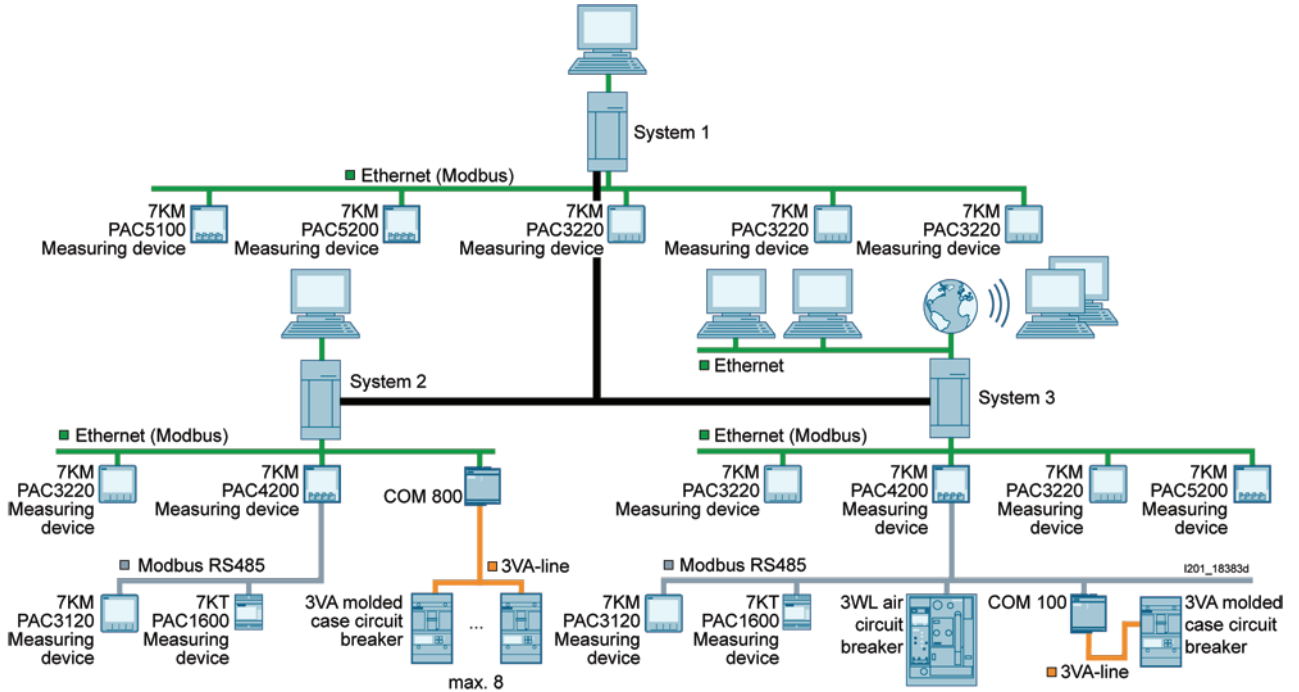 System 1
Ethernet (Modbus)
7KM
PAC5100
Measuring device
7KM
PAC5200
Measuring device
7KM
PAC3220
Measuring device
7KM
PAC3220
Measuring device
7KM
PAC3220
Measuring device
Ethernet
System 2
System 3
Ethernet (Modbus)
7KM
PAC3220
Measuring
device
7KM
PAC4200
Measuring device
COM 800
Ethernet (Modbus)
7KM
PAC3220
Measuring device
7KM
PAC4200
Measuring
device
7KM
PAC3220
Measuring
device
7KM
PAC5200
Measuring
device
Modbus RS485
7KM
PAC3120
Measuring
device
7KT
PAC1600
Measuring
device
3VA-line
3VA molded
case circuit
breaker
...
max. 8
Modbus RS485
I201_18383d
7KM
PAC3120
Measuring
device
7KT
PAC1600
Measuring
device
3WL air
circuit
breaker
COM 100
3VA molded
case circuit
breaker
3VA-line